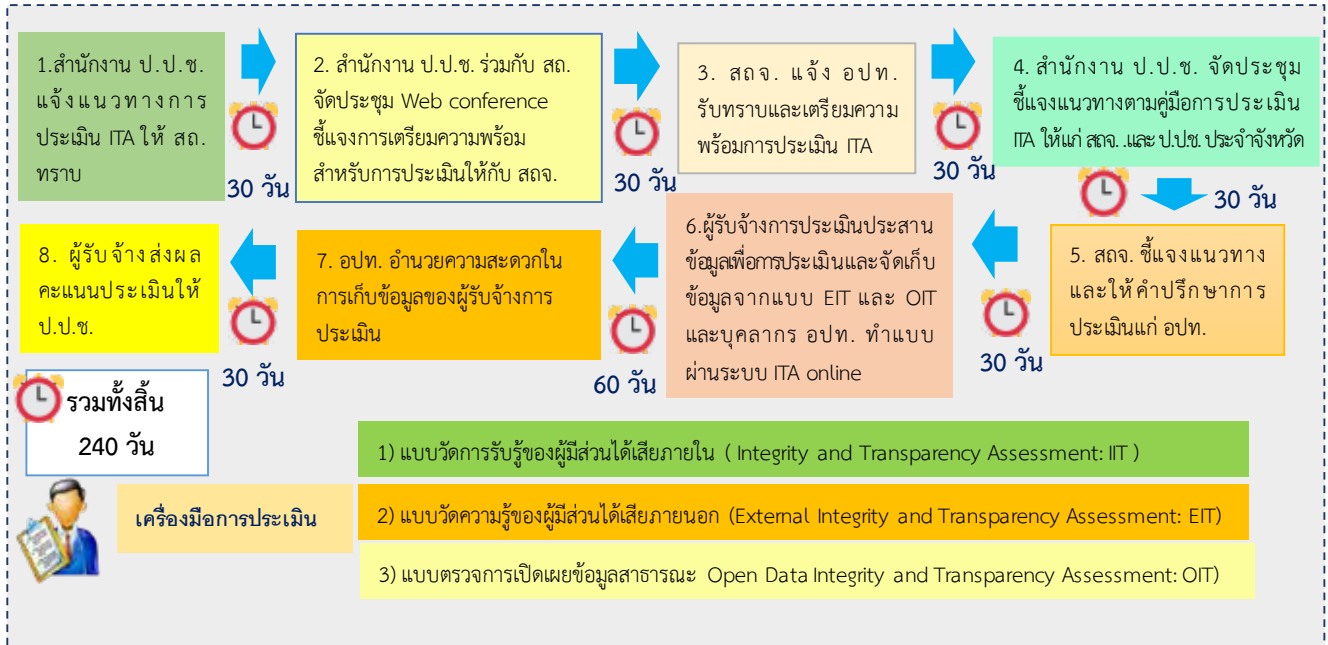 1.สำนักงาน ป.ป.ช.
แจ้งแนวทางการ
ประเมิน ITA ให้ สถ.
ทราบ
30 วัน
2. สำนักงาน ป.ป.ช. ร่วมกับ สถ.
จัดประชุม Web conference
ชี้แจงการเตรียมความพร้อม
สำหรับการประเมินให้กับ สถจ.
30 วัน
3. สถจ. แจ้ง อปท.
รับทราบและเตรียมความ
พร้อมการประเมิน ITA
30 วัน
4. สำนักงาน ป.ป.ช. จัดประชุม
ชี้แจงแนวทางตามคู่มือการประเมิน
ITA ให้แก่ สถจ. .และ ป.ป.ช. ประจำจังหวัด
30 วัน
5. สถจ. ชี้แจงแนวทาง
และให้คำปรึกษาการ
ประเมินแก่ อปท.
30 วัน
6.ผู้รับจ้างการประเมินประสาน
ข้อมูลเพื่อการประเมินและจัดเก็บ
ข้อมูลจากแบบ EIT และ OIT
และบุคลากร อปท. ทำแบบ
ผ่านระบบ ITA online
60 วัน
7. อปท. อำนวยความสะดวกใน
การเก็บข้อมูลของผู้รับจ้างการ
ประเมิน
30 วัน
8. ผู้รับจ้างส่งผล
คะแนนประเมินให้
ป.ป.ช.
รวมทั้งสิ้น
240 วัน
เครื่องมือการประเมิน
1) แบบวัดการรับรู้ของผู้มีส่วนได้เสียภายใน ( Integrity and Transparency Assessment: IIT )
2) แบบวัดความรู้ของผู้มีส่วนได้เสียภายนอก (External Integrity and Transparency Assessment: EIT)
3) แบบตรวจการเปิดเผยข้อมูลสาธารณะ Open Data Integrity and Transparency Assessment: OIT)